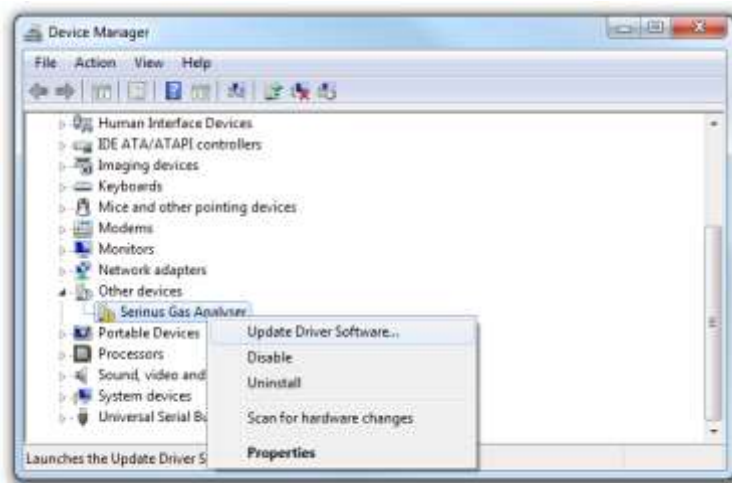 Device Manager
File Action View Help
Human Interface Devices
IDE ATA/ATAPI controllers
Imaging devices
Keyboards
Mice and other pointing devices
Modems
Monitors
Network adapters
Other devices
Serinus Gas Analyser
Portable Devices
Update Driver Software...
Processors
Disable
Sound, video and
Uninstall
System devices
Universal Serial Bu
Scan for hardware changes
Properties
Launches the Update Driver S